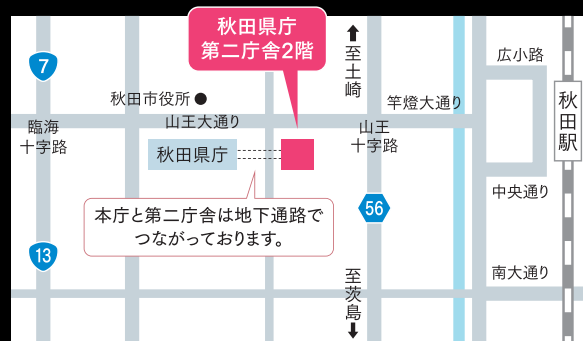 秋田県庁
第二庁舎2階
7
至土崎
広小路
秋田市役所
竿燈大通り
秋田駅
臨海
十字路
山王大通り
山王
十字路
秋田県庁
中央通り
本庁と第二庁舎は地下通路で
つながっております。
56
13
至茨島
南大通り